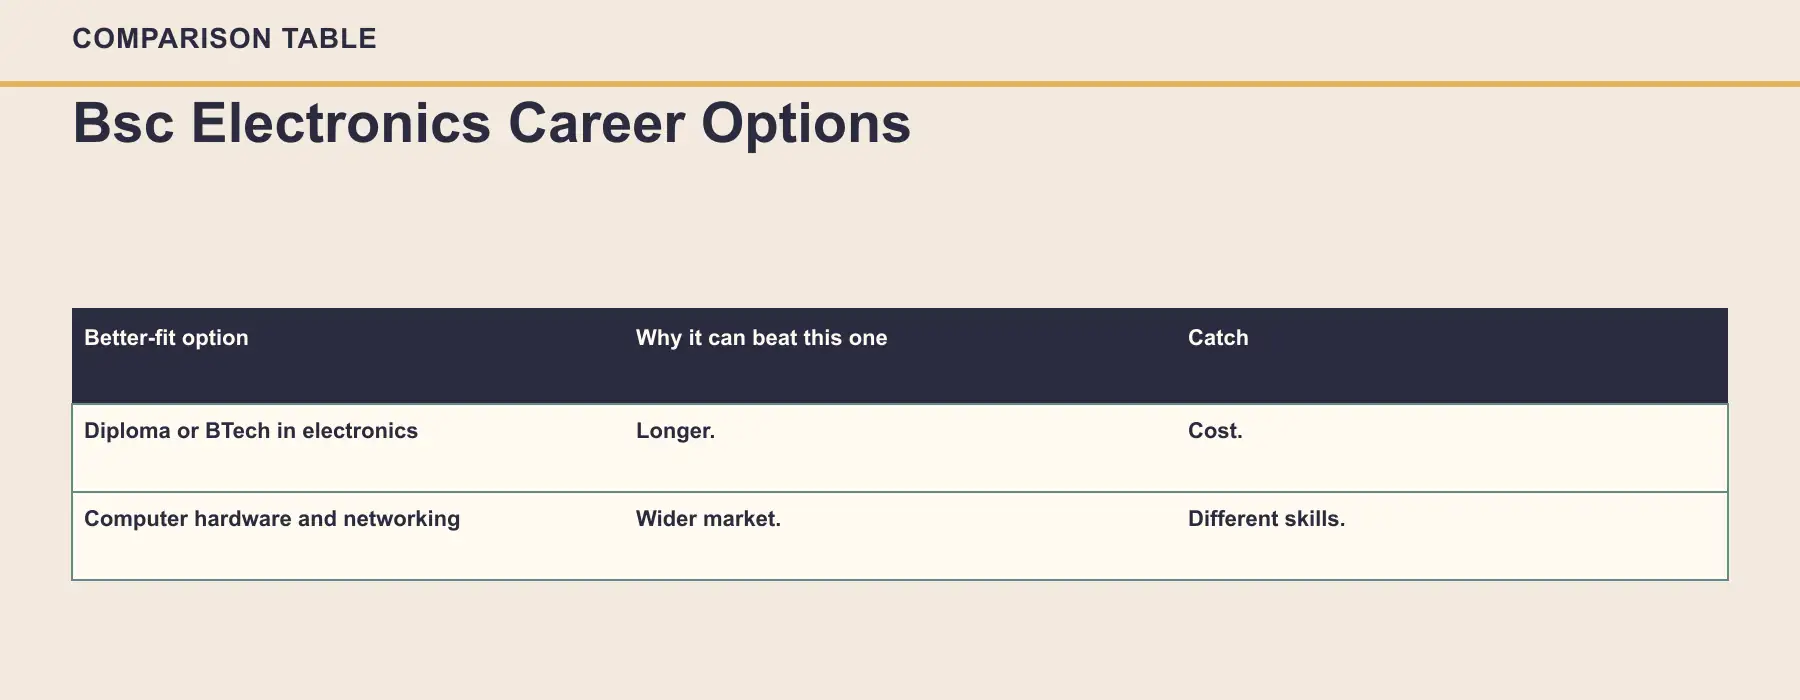 COMPARISON TABLE
Bsc Electronics Career Options
Better-fit option Why it can beat this one Catch
Diploma or BTech in electronics Longer. Cost.
Computer hardware and networking Wider market. Different skills.